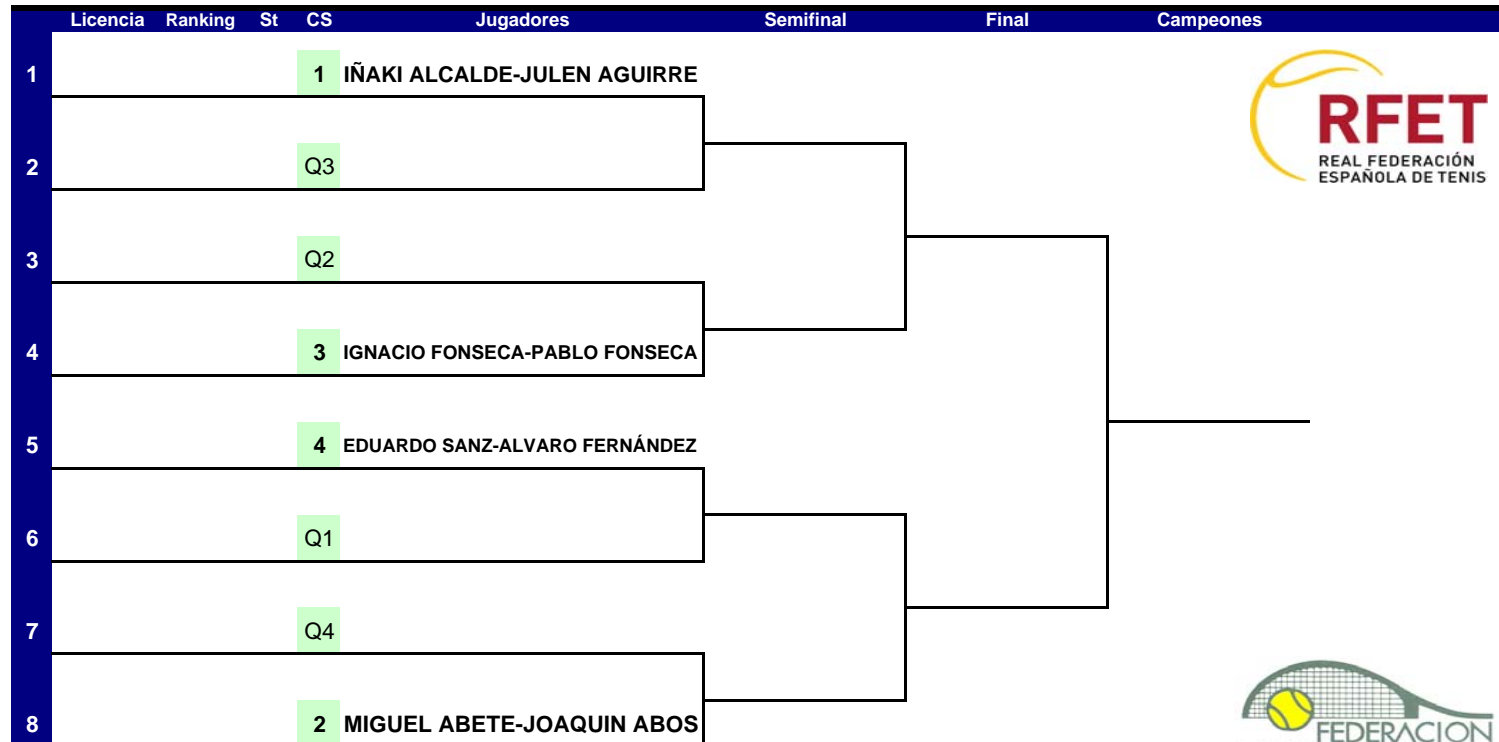 Licencia Ranking St CS Jugadores Semifinal Final Campeones
1 1 IÑAKI ALCALDE-JULEN AGUIRRE
RFET
REAL FEDERACIÓN
ESPAÑOLA DE TENIS
2 Q3
3 Q2
4 3 IGNACIO FONSECA-PABLO FONSECA
5 4 EDUARDO SANZ-ALVARO FERNÁNDEZ
6 Q1
7 Q4
8 2 MIGUEL ABETE-JOAQUIN ABOS
FEDERACION